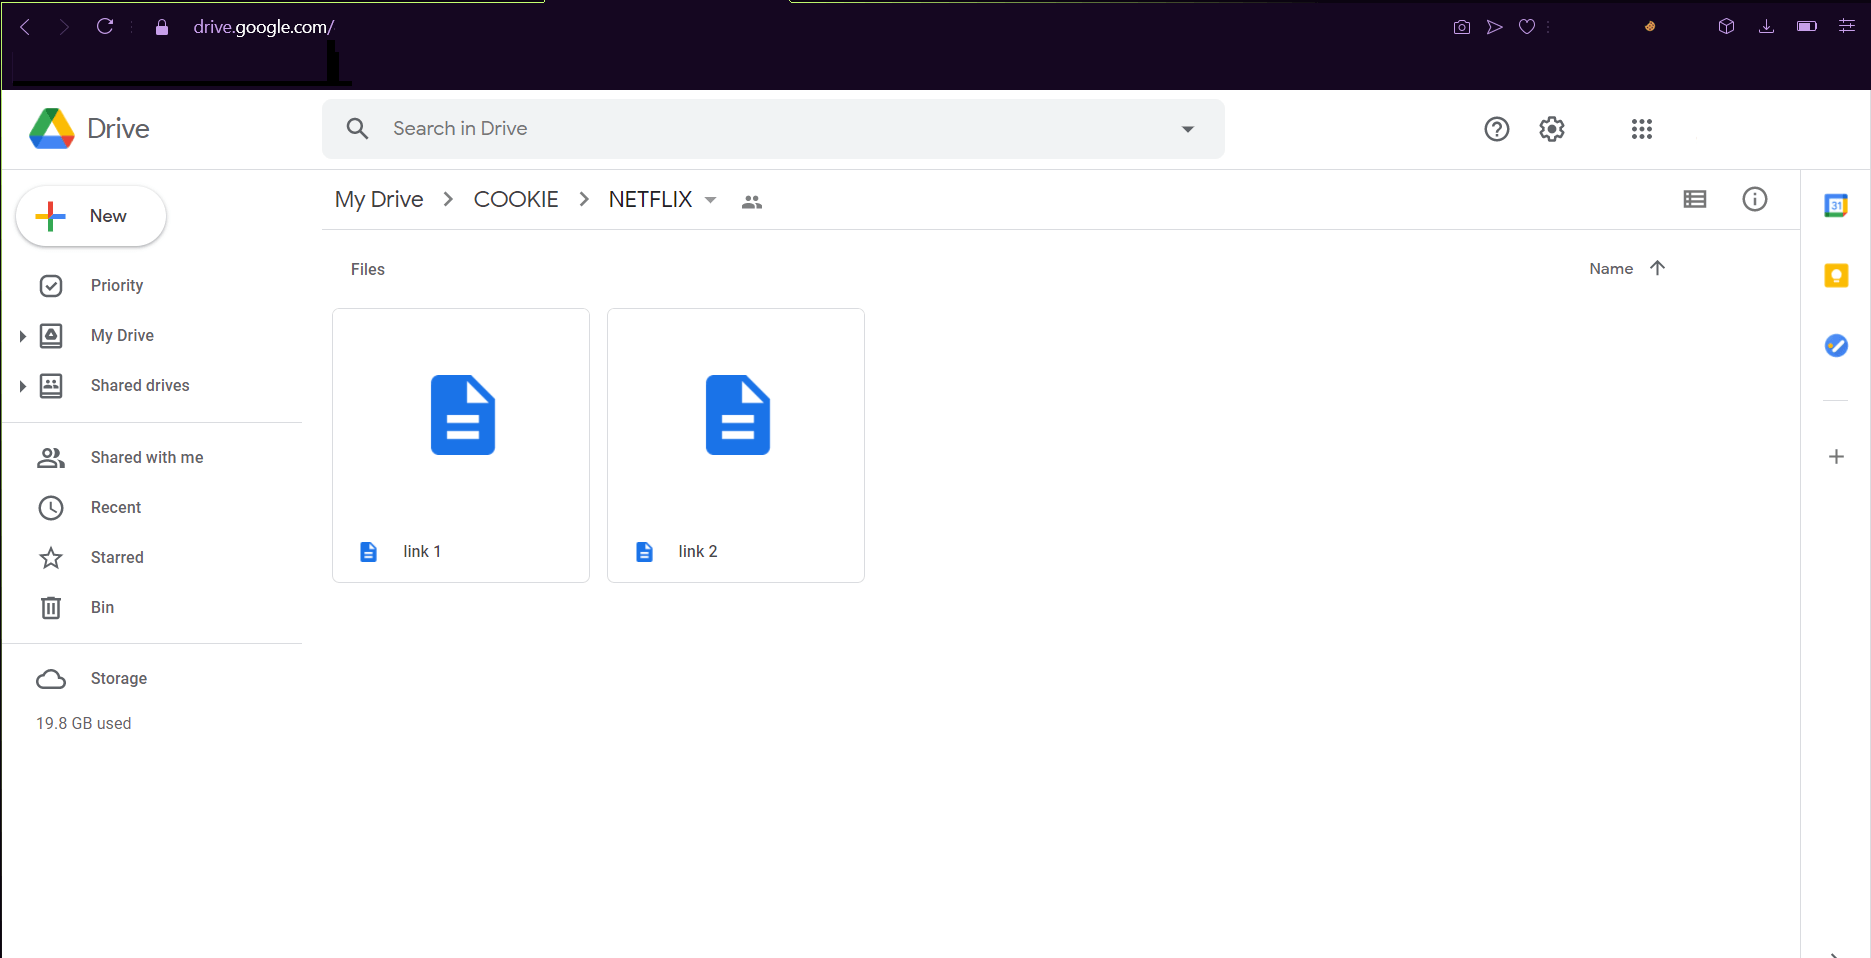 drive.google.com/
Drive
Search in Drive
New
My Drive
COOKIE
NETFLIX
31
Files
Name
Priority
My Drive
Shared drives
Shared with me
Recent
Starred
Bin
Storage
19.8 GB used
link 1
link 2